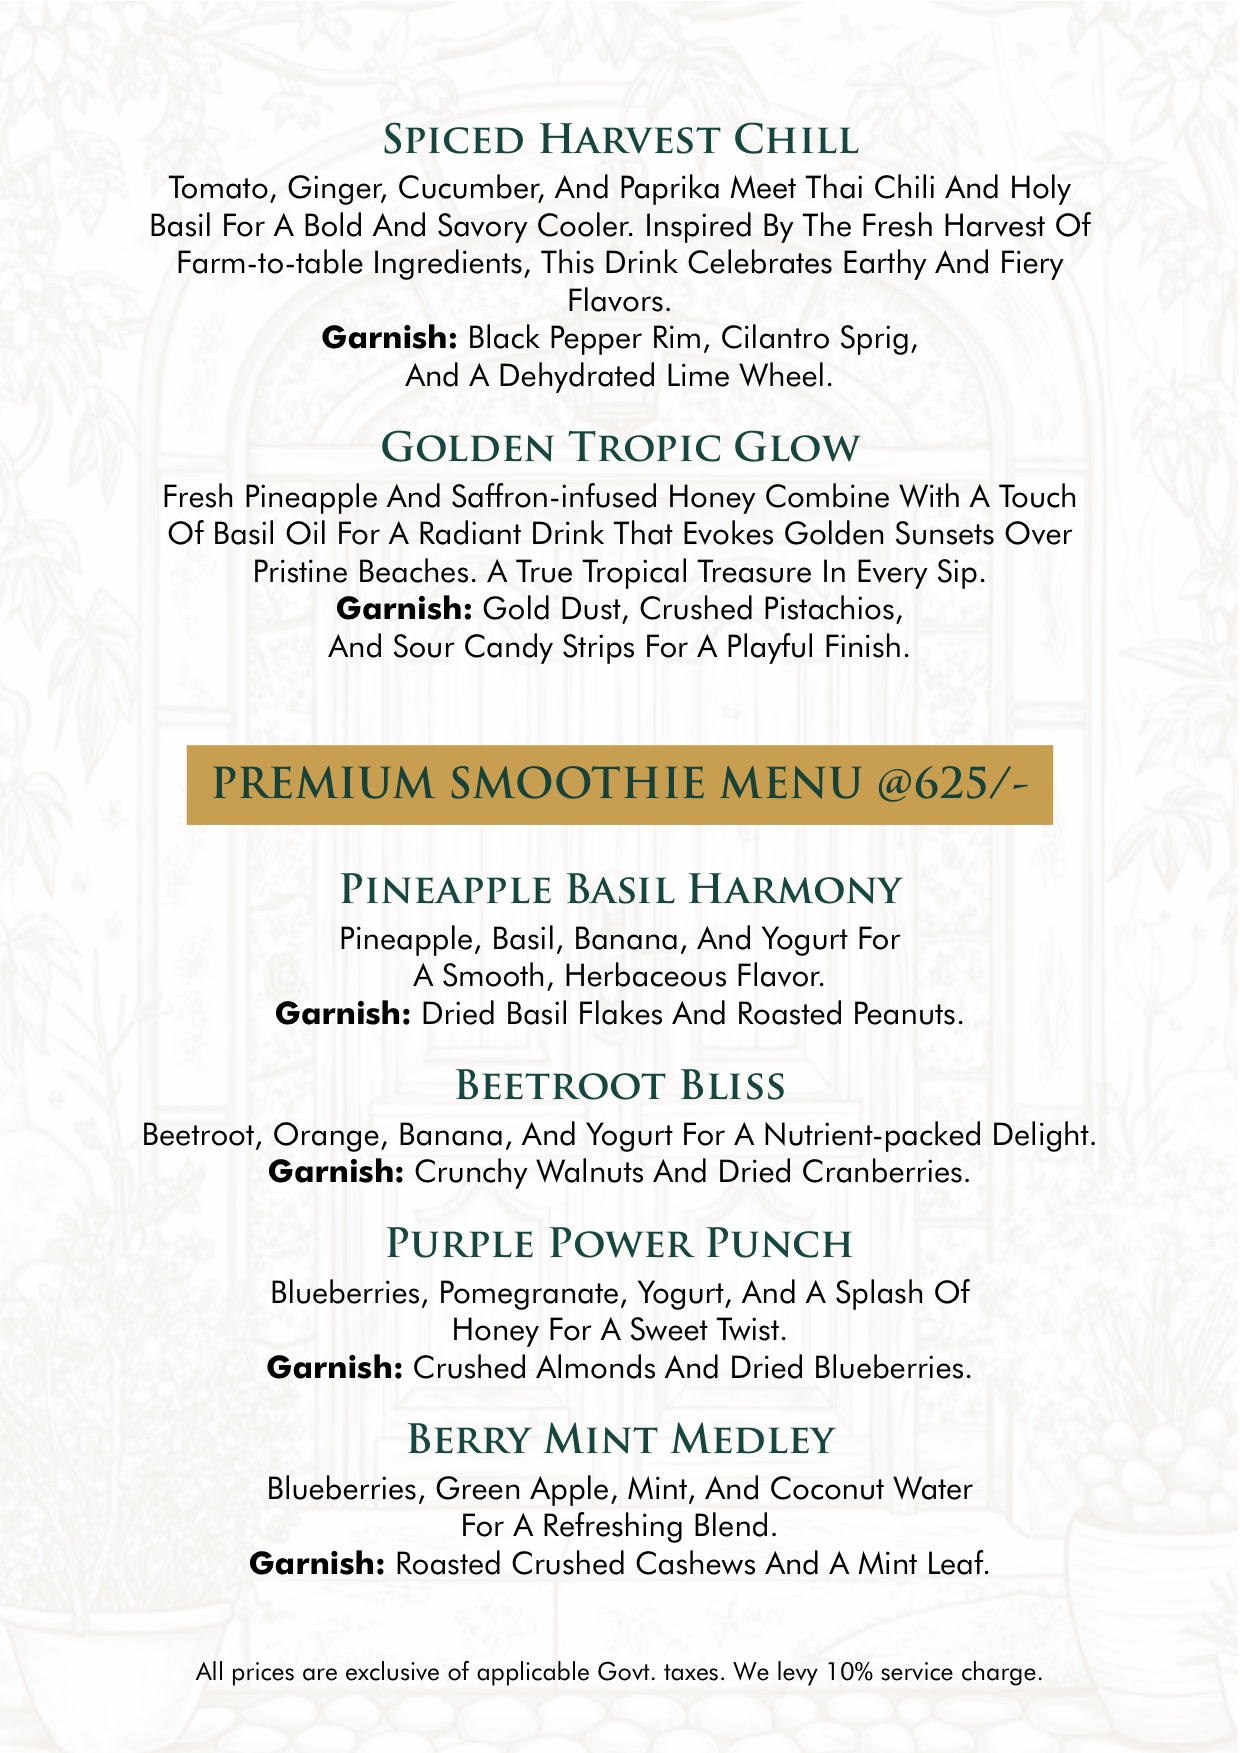 Spiced Harvest Chill
Tomato, Ginger, Cucumber, And Paprika Meet Thai Chili And Holy
Basil For A Bold And Savory Cooler. Inspired By The Fresh Harvest Of
Farm-to-table Ingredients, This Drink Celebrates Earthy And Fiery
Flavors.
Garnish: Black Pepper Rim, Cilantro Sprig,
And A Dehydrated Lime Wheel.
Golden Tropic Glow
Fresh Pineapple And Saffron-infused Honey Combine With A Touch
Of Basil Oil For A Radiant Drink That Evokes Golden Sunsets Over
Pristine Beaches. A True Tropical Treasure In Every Sip.
Garnish: Gold Dust, Crushed Pistachios,
And Sour Candy Strips For A Playful Finish.
PREMIUM SMOOTHIE MENU @625/-
Pineapple Basil Harmony
Pineapple, Basil, Banana, And Yogurt For
A Smooth, Herbaceous Flavor.
Garnish: Dried Basil Flakes And Roasted Peanuts.
Beetroot Bliss
Beetroot, Orange, Banana, And Yogurt For A Nutrient-packed Delight.
Garnish: Crunchy Walnuts And Dried Cranberries.
Purple Power Punch
Blueberries, Pomegranate, Yogurt, And A Splash Of
Honey For A Sweet Twist.
Garnish: Crushed Almonds And Dried Blueberries.
Berry Mint Medley
Blueberries, Green Apple, Mint, And Coconut Water
For A Refreshing Blend.
Garnish: Roasted Crushed Cashews And A Mint Leaf.
All prices are exclusive of applicable Govt. taxes. We levy 10% service charge.